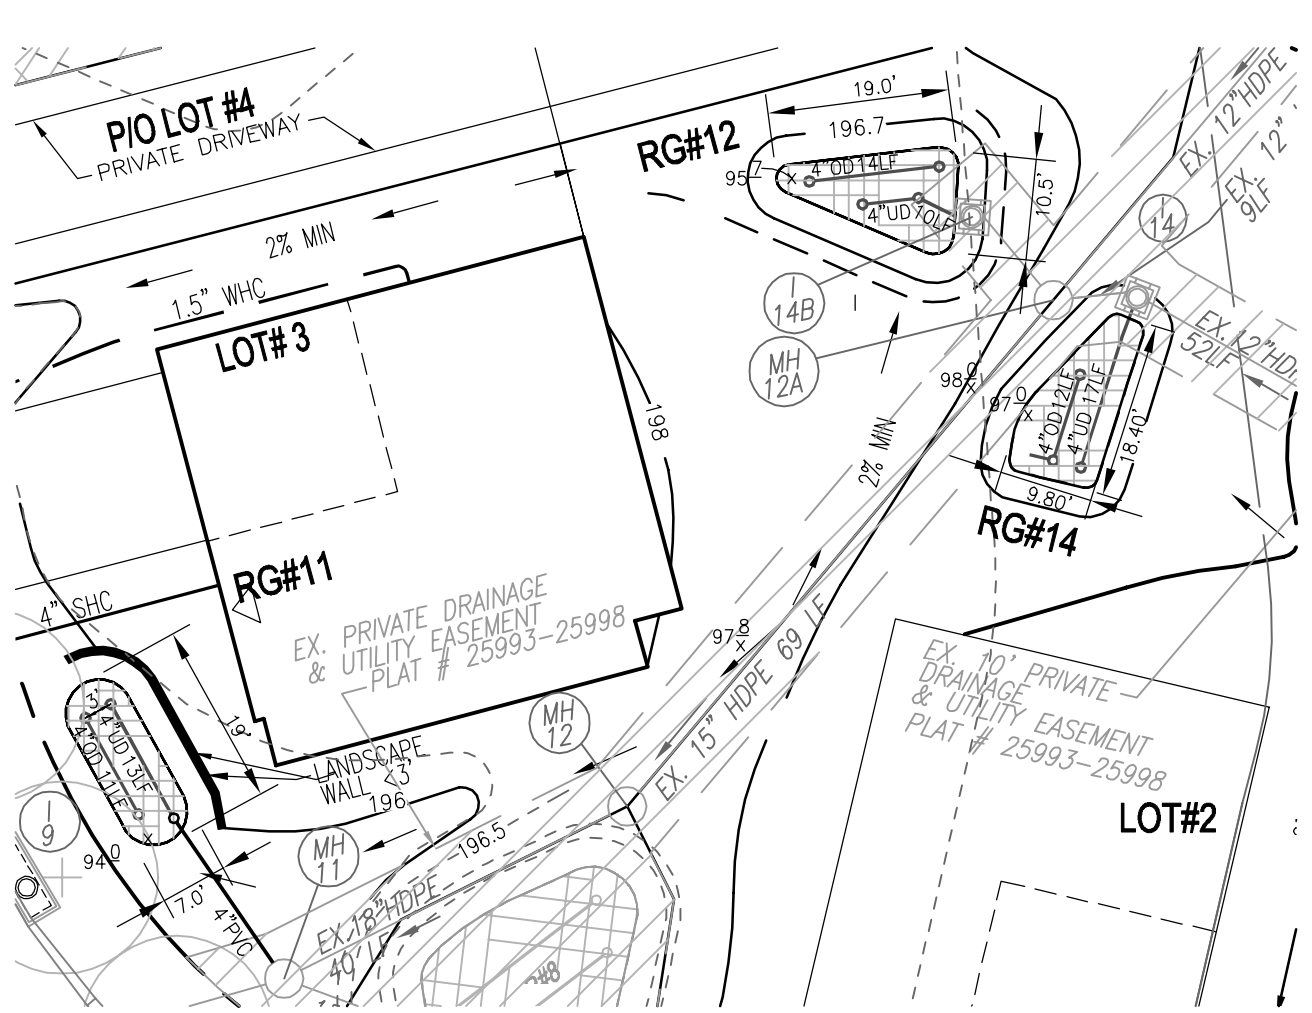 P/O LOT #4
PRIVATE DRIVEWAY
RG#12
19.0'
196.7
95 7
4"OD14LF
4"UD 10LF
10.5'
EX. 12"HDPE
EX. 12"
EX.
9LF
I
14
2% MIN
1.5" WHC
LOT# 3
I
14B
MH
12A
98 0
x
97 0
x
EX. 12"HDPE
52LF
4"OD12LF
4"UD 17LF
18.40'
9.80'
RG#14
198
2% MIN
RG#11
4" SHC
EX. PRIVATE DRAINAGE
& UTILITY EASEMENT
PLAT # 25993-25998
97 8
x
EX. 15" HDPE 69 LF
EX. 10' PRIVATE
DRAINAGE
& UTILITY EASEMENT
PLAT # 25993-25998
LOT#2
3'
4"UD 13LF
4"OD 11LF
19'
LANDSCAPE
WALL <3'
196
196.5
MH
12
I
9
94 0
x
7.0'
4"PVC
MH
11
EX.18"HDPE
40' LF
#8